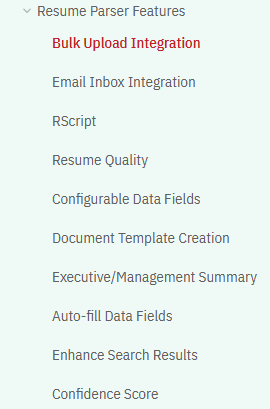 Resume Parser Features
Bulk Upload Integration
Email Inbox Integration
RScript
Resume Quality
Configurable Data Fields
Document Template Creation
Executive/Management Summary
Auto-fill Data Fields
Enhance Search Results
Confidence Score